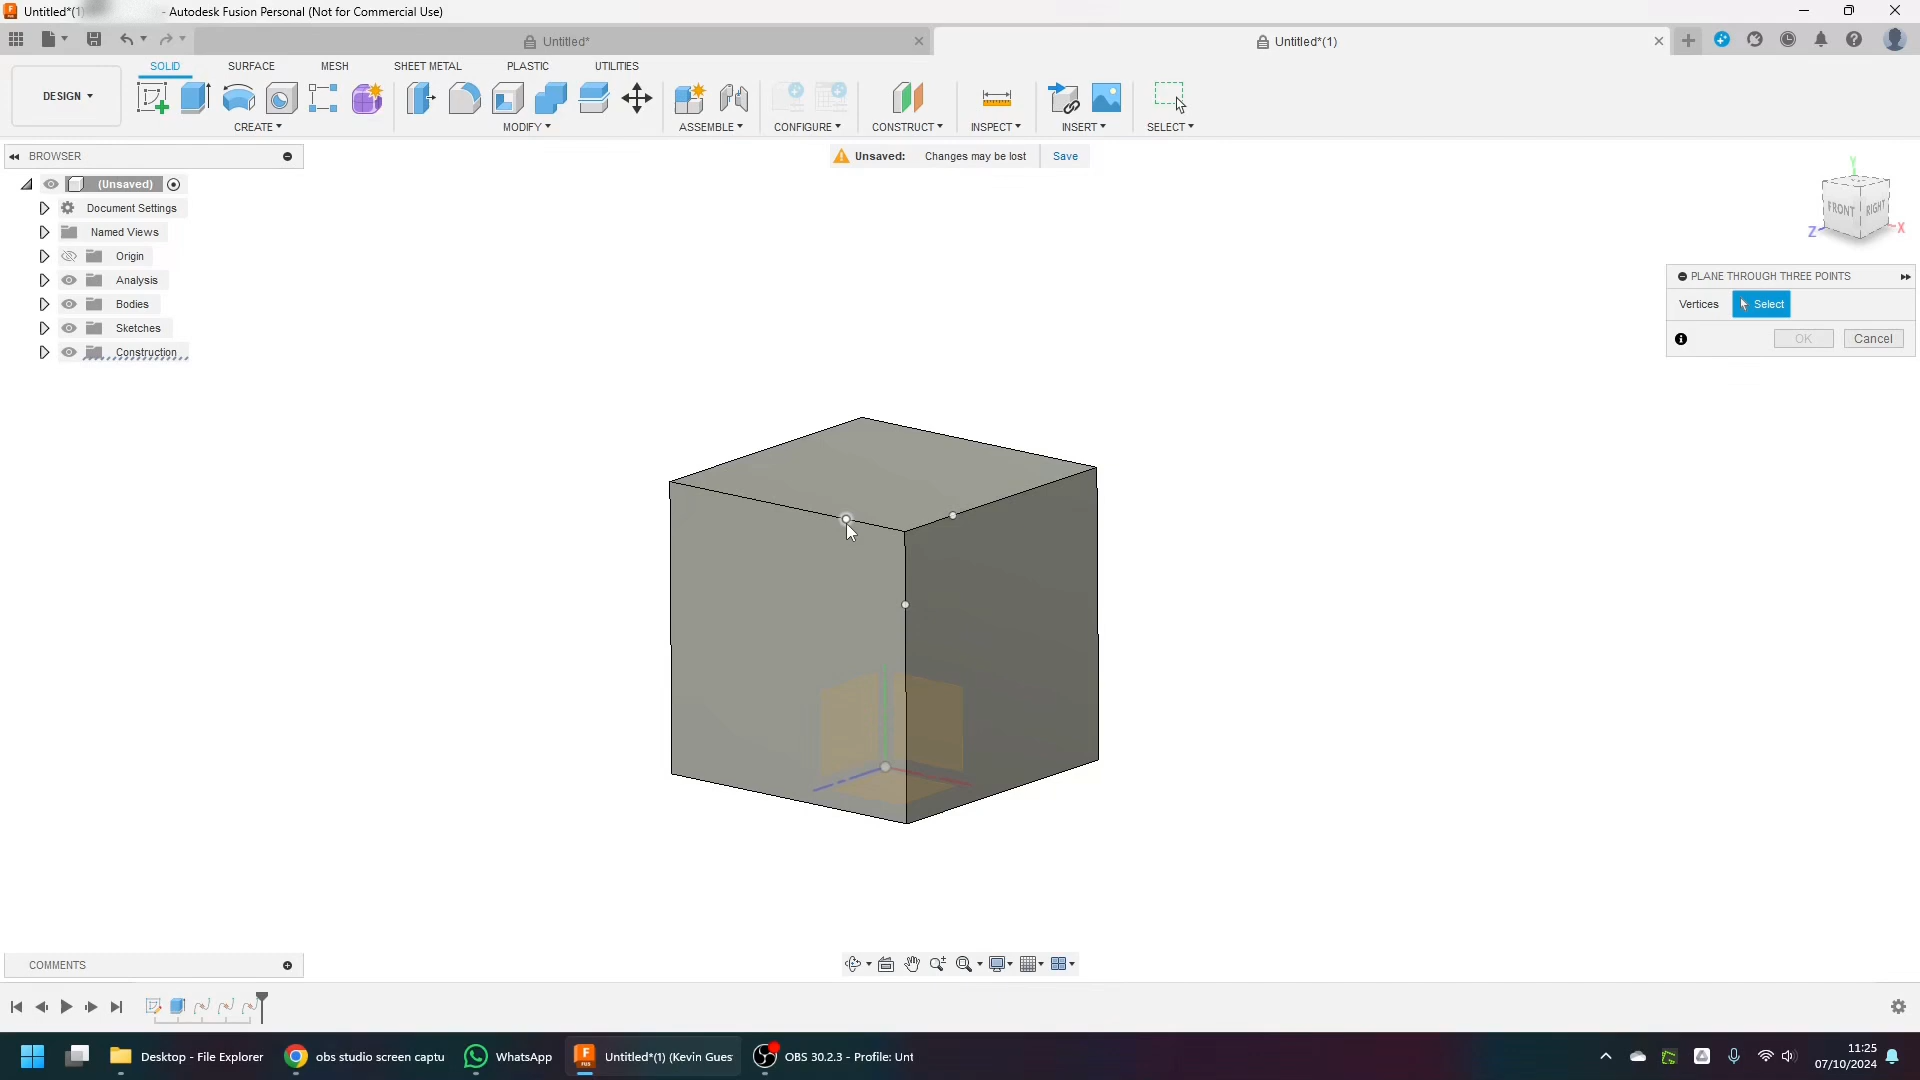 Untitled*(1) - Autodesk Fusion Personal (Not for Commercial Use)
Untitled*
Untitled*(1)
DESIGN
SOLID SURFACE MESH SHEET METAL PLASTIC UTILITIES
CREATE MODIFY ASSEMBLE CONFIGURE CONSTRUCT INSPECT INSERT SELECT
BROWSER
Unsaved: Changes may be lost Save
(Unsaved)
Document Settings
Named Views
Origin
Analysis
Bodies
Sketches
Construction
Y
FRONT RIGHT
Z X
PLANE THROUGH THREE POINTS
Vertices Select
OK Cancel
COMMENTS
Desktop - File Explorer
obs studio screen captu
WhatsApp
Untitled*(1) (Kevin Gues
OBS 30.2.3 - Profile: Unt
11:25
07/10/2024